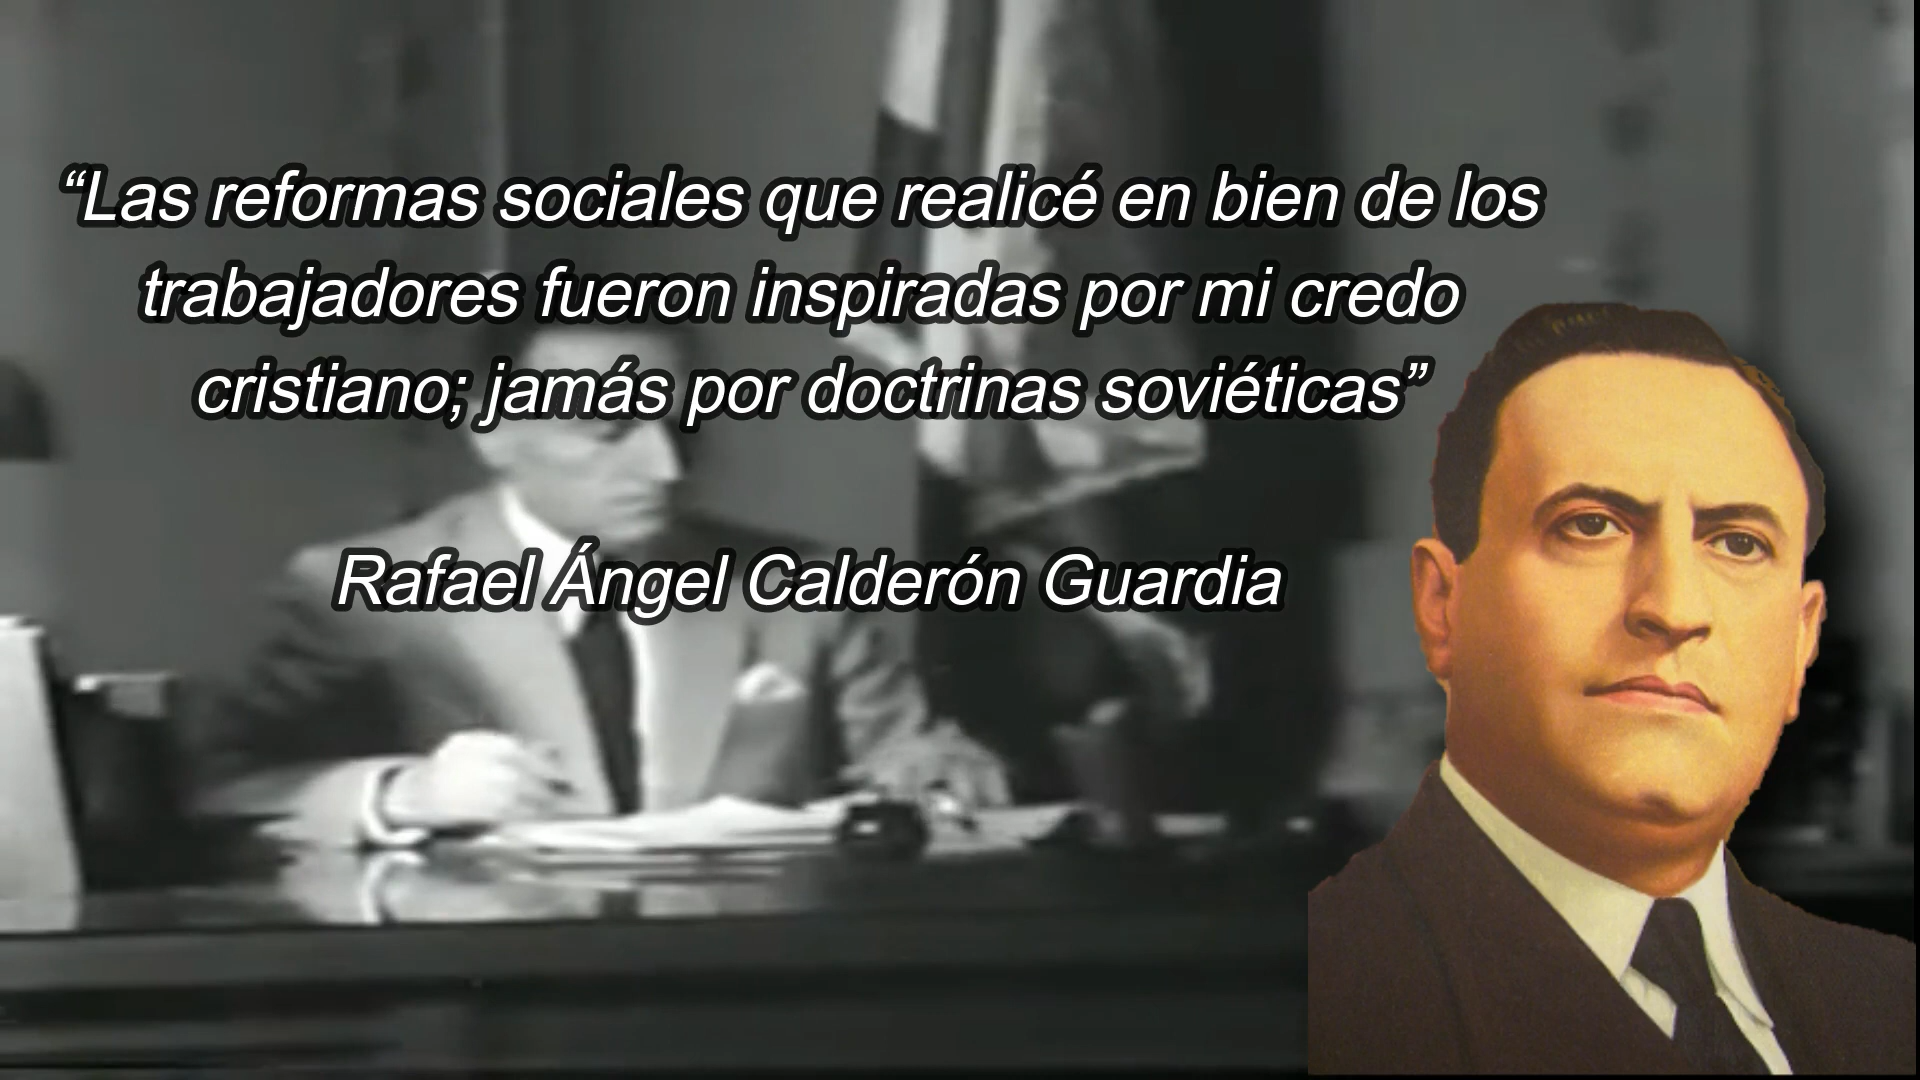 “Las reformas sociales que realicé en bien de los
trabajadores fueron inspiradas por mi credo
cristiano; jamás por doctrinas soviéticas”
Rafael Ángel Calderón Guardia